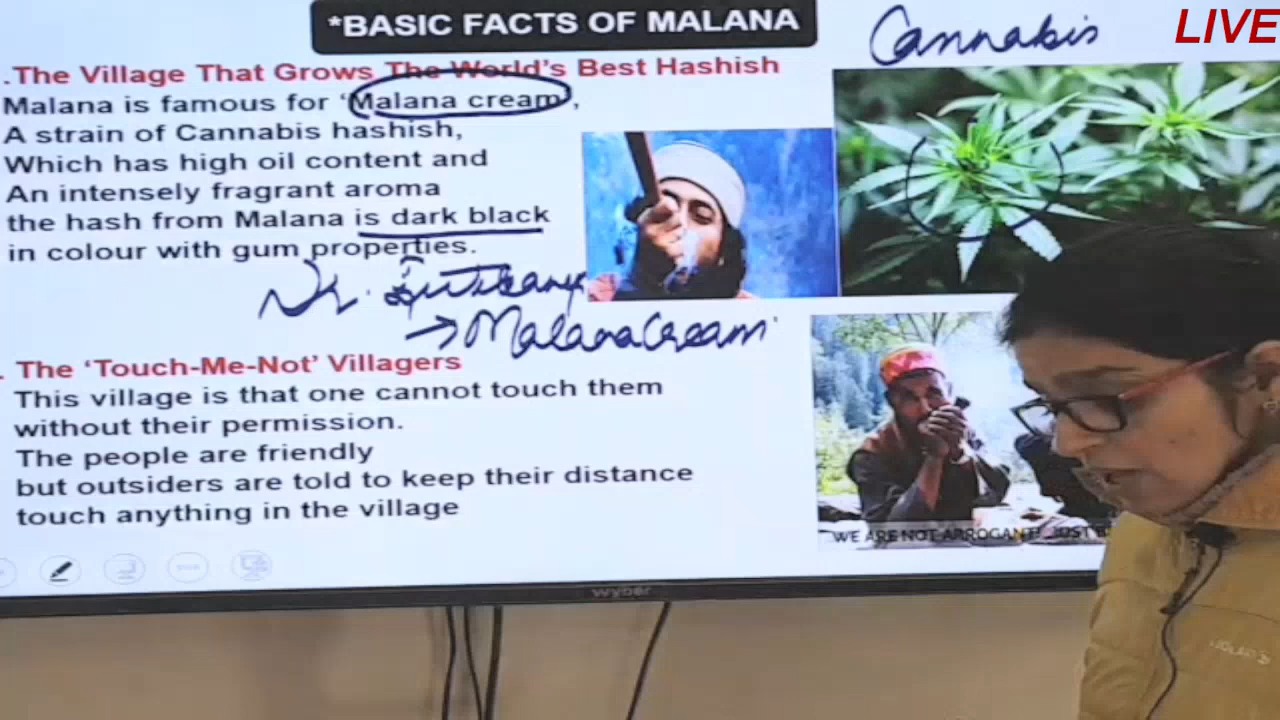 *BASIC FACTS OF MALANA
Cannabis
LIVE
.The Village That Grows The World's Best Hashish
Malana is famous for 'Malana cream',
A strain of Cannabis hashish,
Which has high oil content and
An intensely fragrant aroma
the hash from Malana is dark black
in colour with gum properties.
Dr.
→ Malana Cream
. The 'Touch-Me-Not' Villagers
This village is that one cannot touch them
without their permission.
The people are friendly
but outsiders are told to keep their distance
touch anything in the village
WE ARE NOT ARROGANT! JUST
wyber